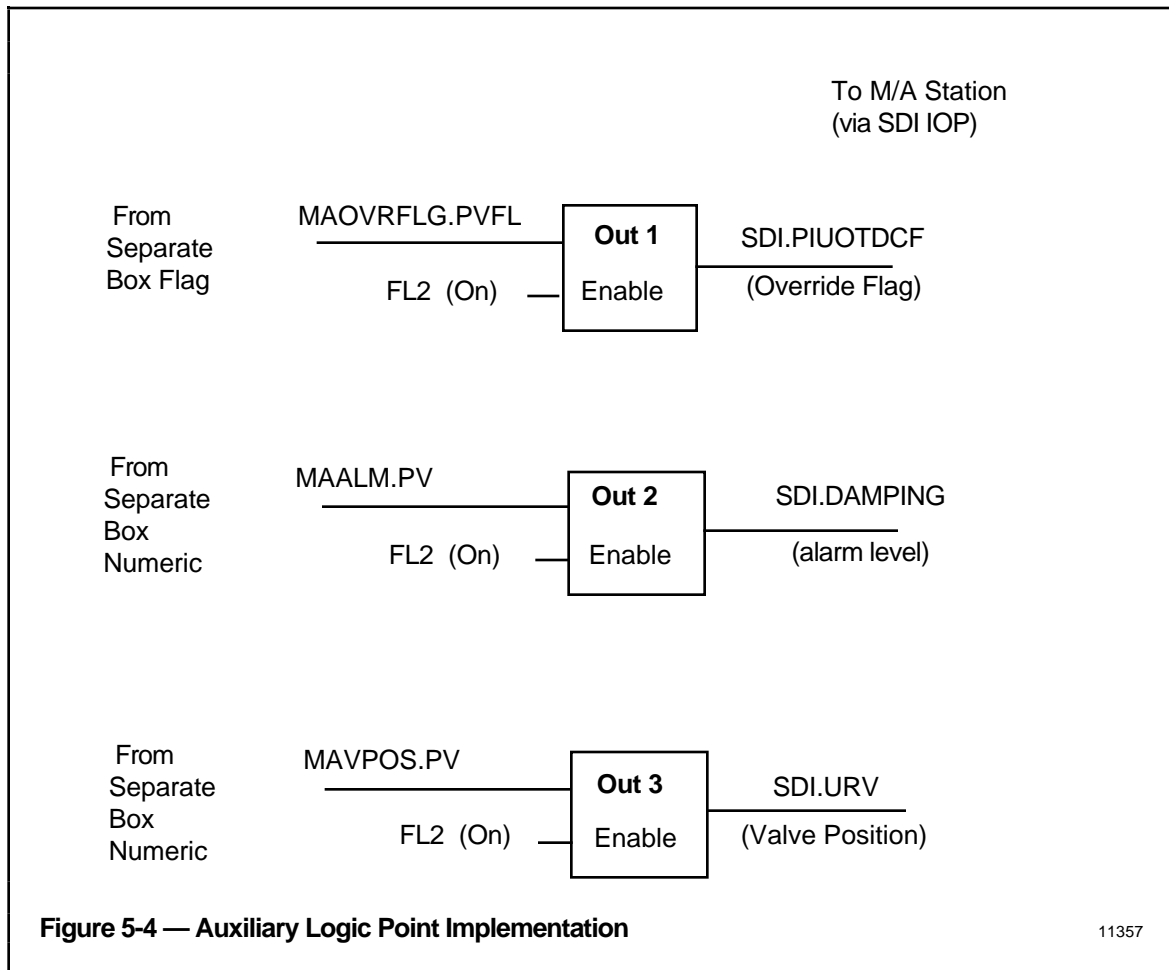 To M/A Station
(via SDI IOP)
From
Separate
Box Flag
MAOVRFLG.PVFL
FL2 (On)
Out 1
Enable
SDI.PIUOTDCF
(Override Flag)
From
Separate
Box
Numeric
MAALM.PV
FL2 (On)
Out 2
Enable
SDI.DAMPING
(alarm level)
From
Separate
Box
Numeric
MAVPOS.PV
FL2 (On)
Out 3
Enable
SDI.URV
(Valve Position)
Figure 5-4 — Auxiliary Logic Point Implementation
11357